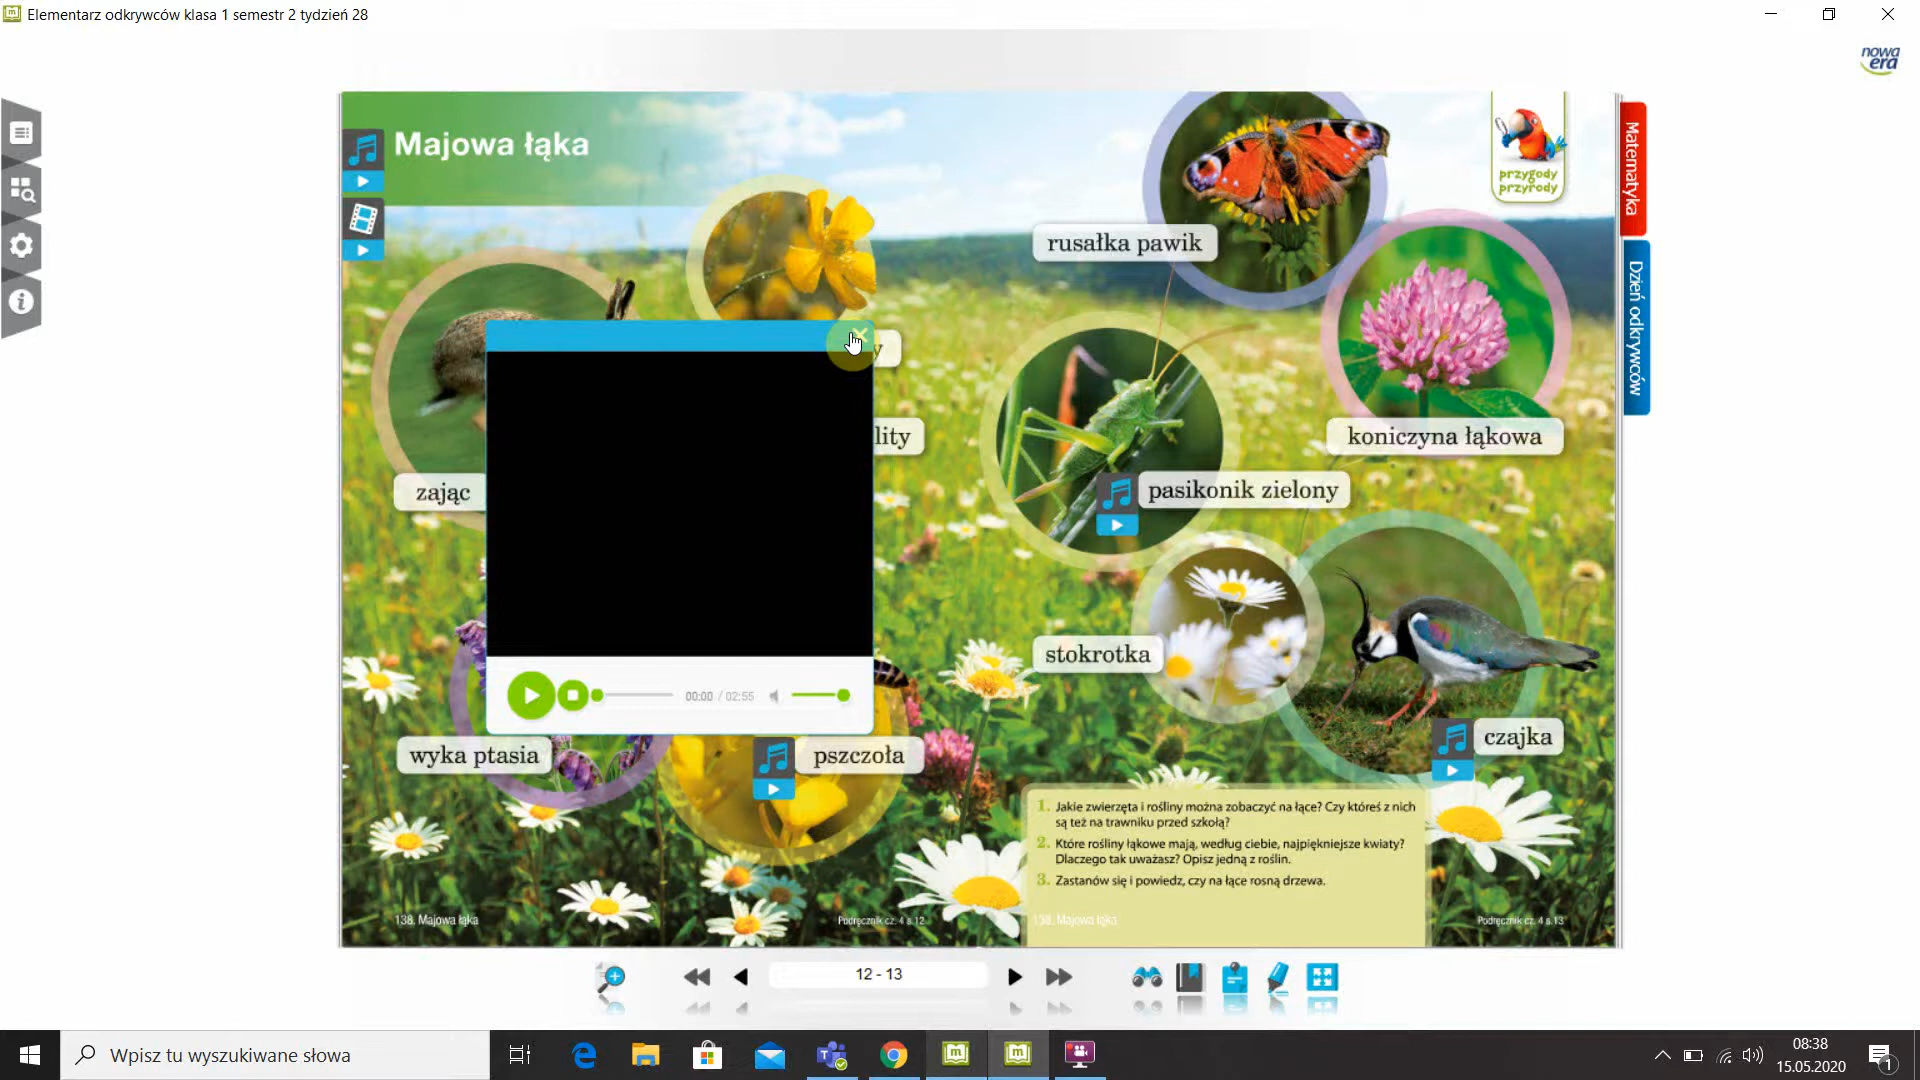 Elementarz odkrywców klasa 1 semestr 2 tydzień 28
nowa
era
Majowa łąka
przygody
przyrody
Matematyka
Dzień odkrywców
rusałka pawik
y
lity
koniczyna łąkowa
zając
pasikonik zielony
stokrotka
00:00 / 02:55
czajka
wyka ptasia
pszczoła
1. Jakie zwierzęta i rośliny można zobaczyć na łące? Czy któreś z nich
są też na trawniku przed szkołą?
2. Które rośliny łąkowe mają, według ciebie, najpiękniejsze kwiaty?
Dlaczego tak uważasz? Opisz jedną z roślin.
3. Zastanów się i powiedz, czy na łące rosną drzewa.
138. Majowa łąka
Podręcznik cz. 4 s.12
138. Majowa łąka
Podręcznik cz. 4 s.13
12 - 13
Wpisz tu wyszukiwane słowa
08:38
15.05.2020
1